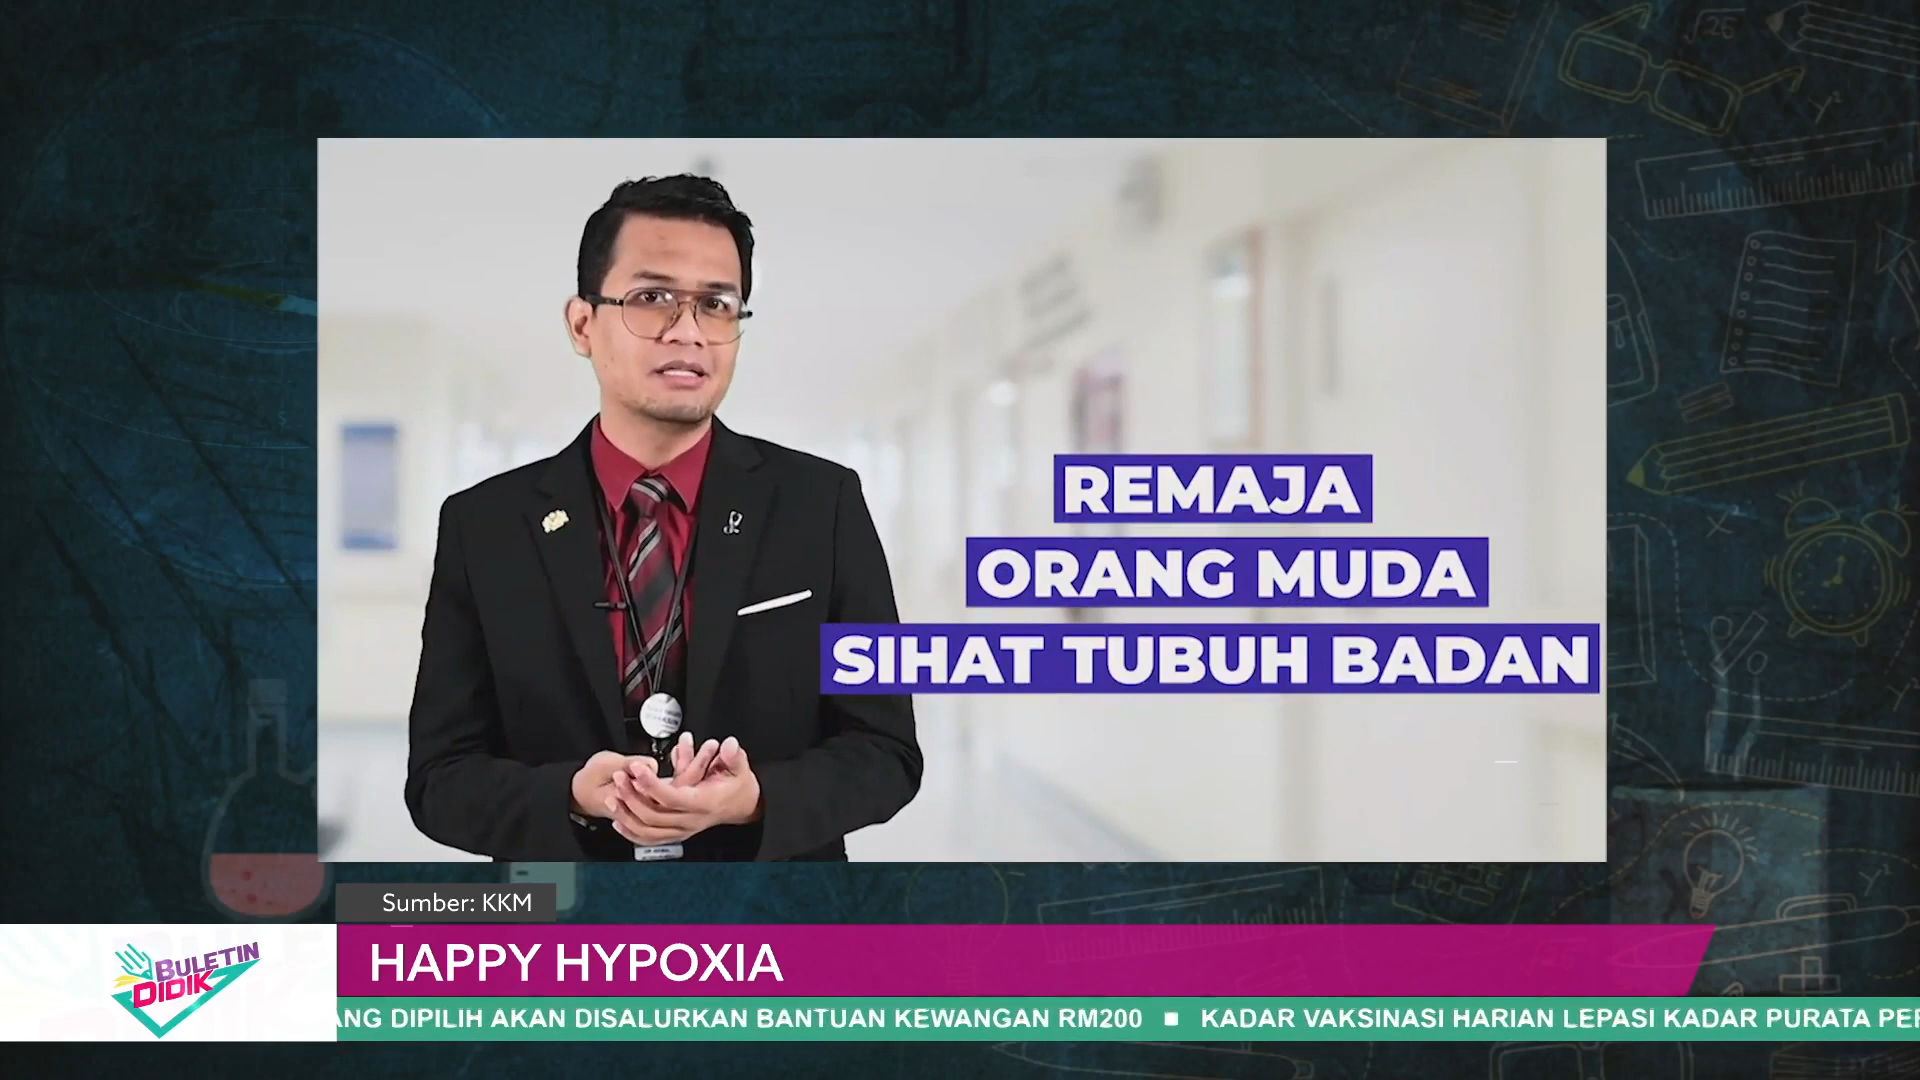 REMAJA
ORANG MUDA
SIHAT TUBUH BADAN
Sumber: KKM
BULETIN
DIDIK
HAPPY HYPOXIA
ANG DIPILIH AKAN DISALURKAN BANTUAN KEWANGAN RM200 ■ KADAR VAKSINASI HARIAN LEPASI KADAR PURATA PER